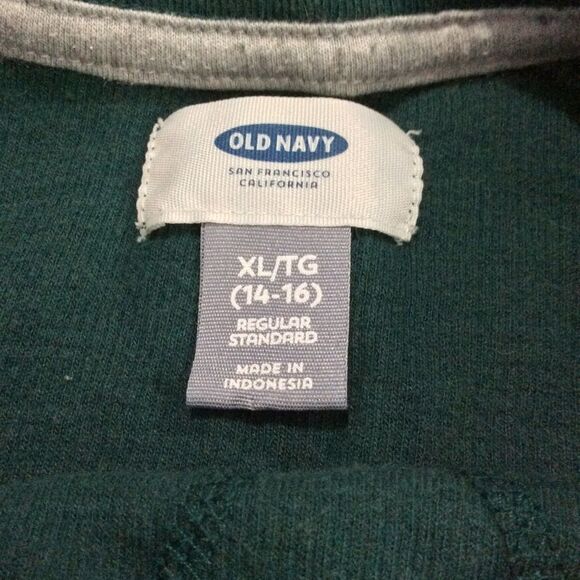 OLD NAVY
SAN FRANCISCO
CALIFORNIA
XL/TG
(14-16)
REGULAR
STANDARD
MADE IN
INDONESIA